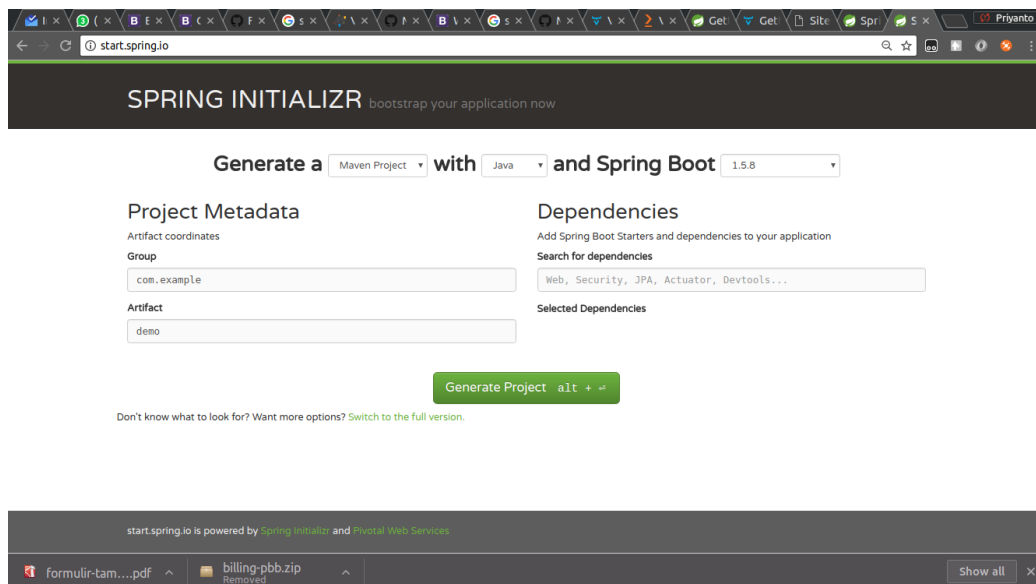 Get
Get
Site
Spri
Priyanto
start.spring.io
SPRING INITIALIZR bootstrap your application now
Generate a Maven Project with Java and Spring Boot 1.5.8
Project Metadata
Artifact coordinates
Group
com.example
Artifact
demo
Dependencies
Add Spring Boot Starters and dependencies to your application
Search for dependencies
Web, Security, JPA, Actuator, Devtools...
Selected Dependencies
Generate Project alt + ⏎
Don't know what to look for? Want more options? Switch to the full version.
start.spring.io is powered by Spring Initializr and Pivotal Web Services
formulir-tam....pdf
billing-pbb.zip
Removed
Show all